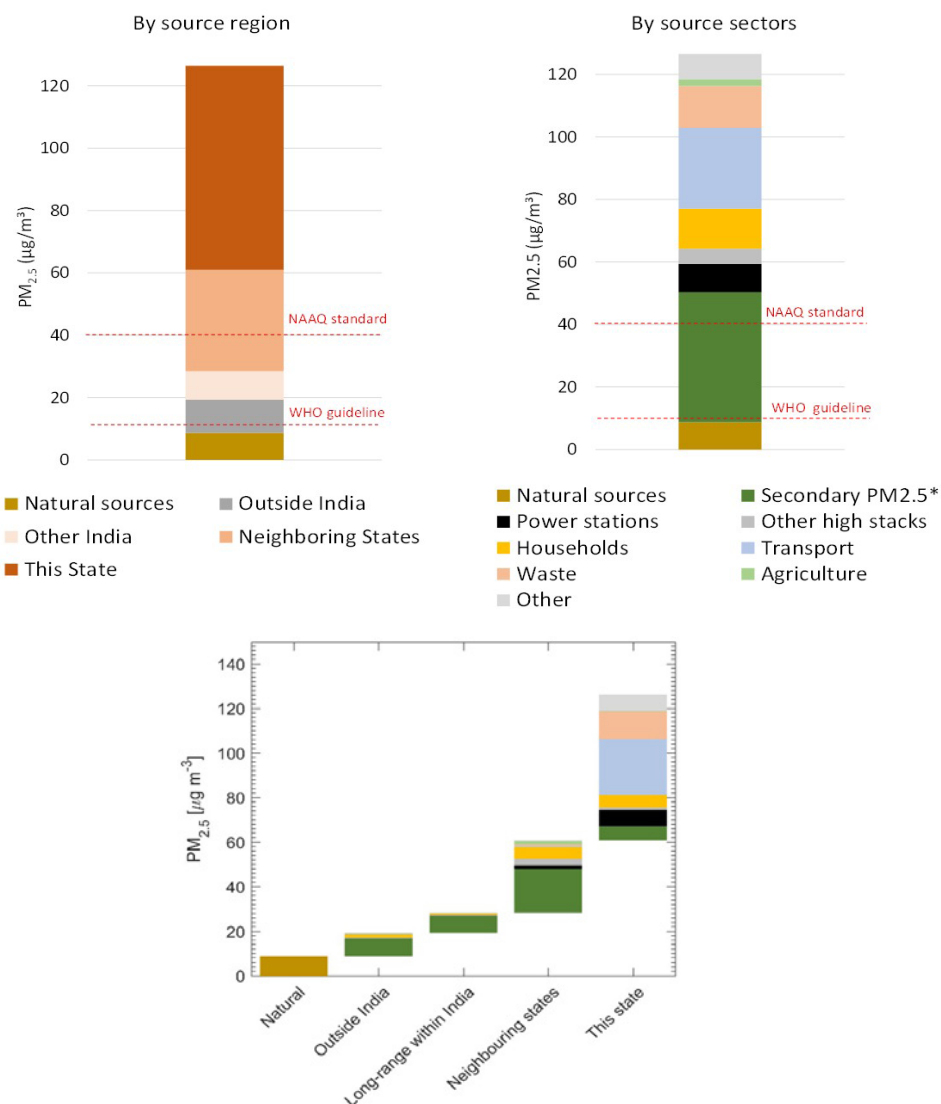 By source region
PM2.5 (µg/m³)
120
100
80
60
40
20
0
NAAQ standard
WHO guideline
Natural sources
Outside India
Other India
Neighboring States
This State
By source sectors
PM2.5 (µg/m³)
120
100
80
60
40
20
0
NAAQ standard
WHO guideline
Natural sources
Secondary PM2.5*
Power stations
Other high stacks
Households
Transport
Waste
Agriculture
Other
PM2.5 [µg m-3]
140
120
100
80
60
40
20
0
Natural
Outside India
Long-range within India
Neighbouring states
This state